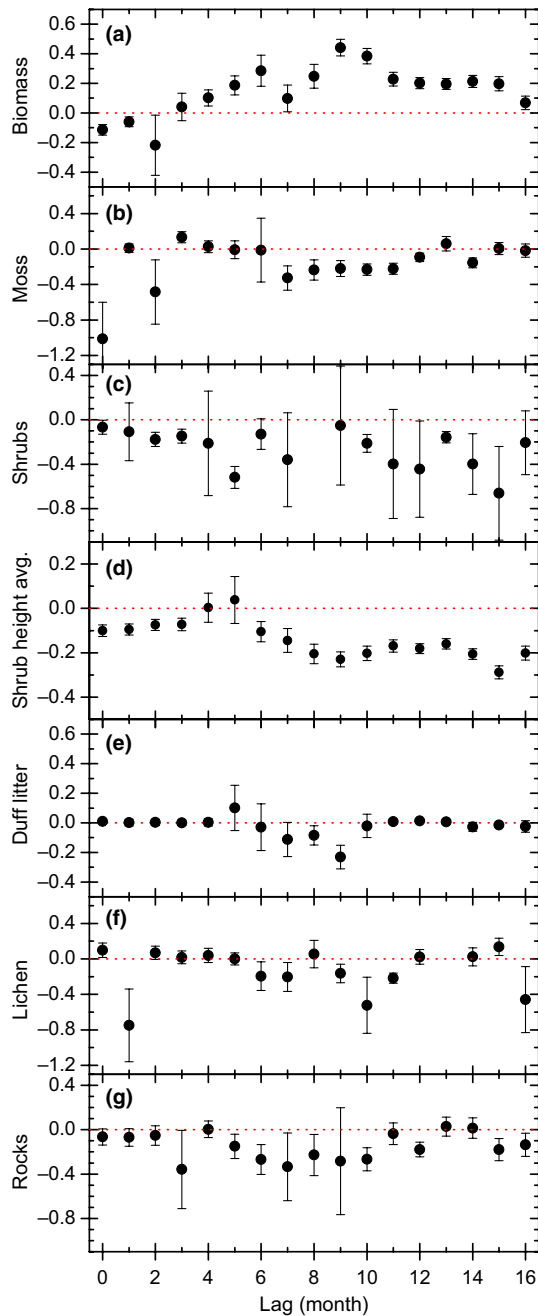 (a)
Biomass
0.6
0.4
0.2
0.0
−0.2
−0.4
(b)
Moss
0.4
0.0
−0.4
−0.8
−1.2
(c)
Shrubs
0.4
0.0
−0.4
−0.8
(d)
Shrub height avg.
0.2
0.0
−0.2
−0.4
(e)
Duff litter
0.6
0.4
0.2
0.0
−0.2
−0.4
(f)
Lichen
0.4
0.0
−0.4
−0.8
−1.2
(g)
Rocks
0.4
0.0
−0.4
−0.8
0 2 4 6 8 10 12 14 16
Lag (month)